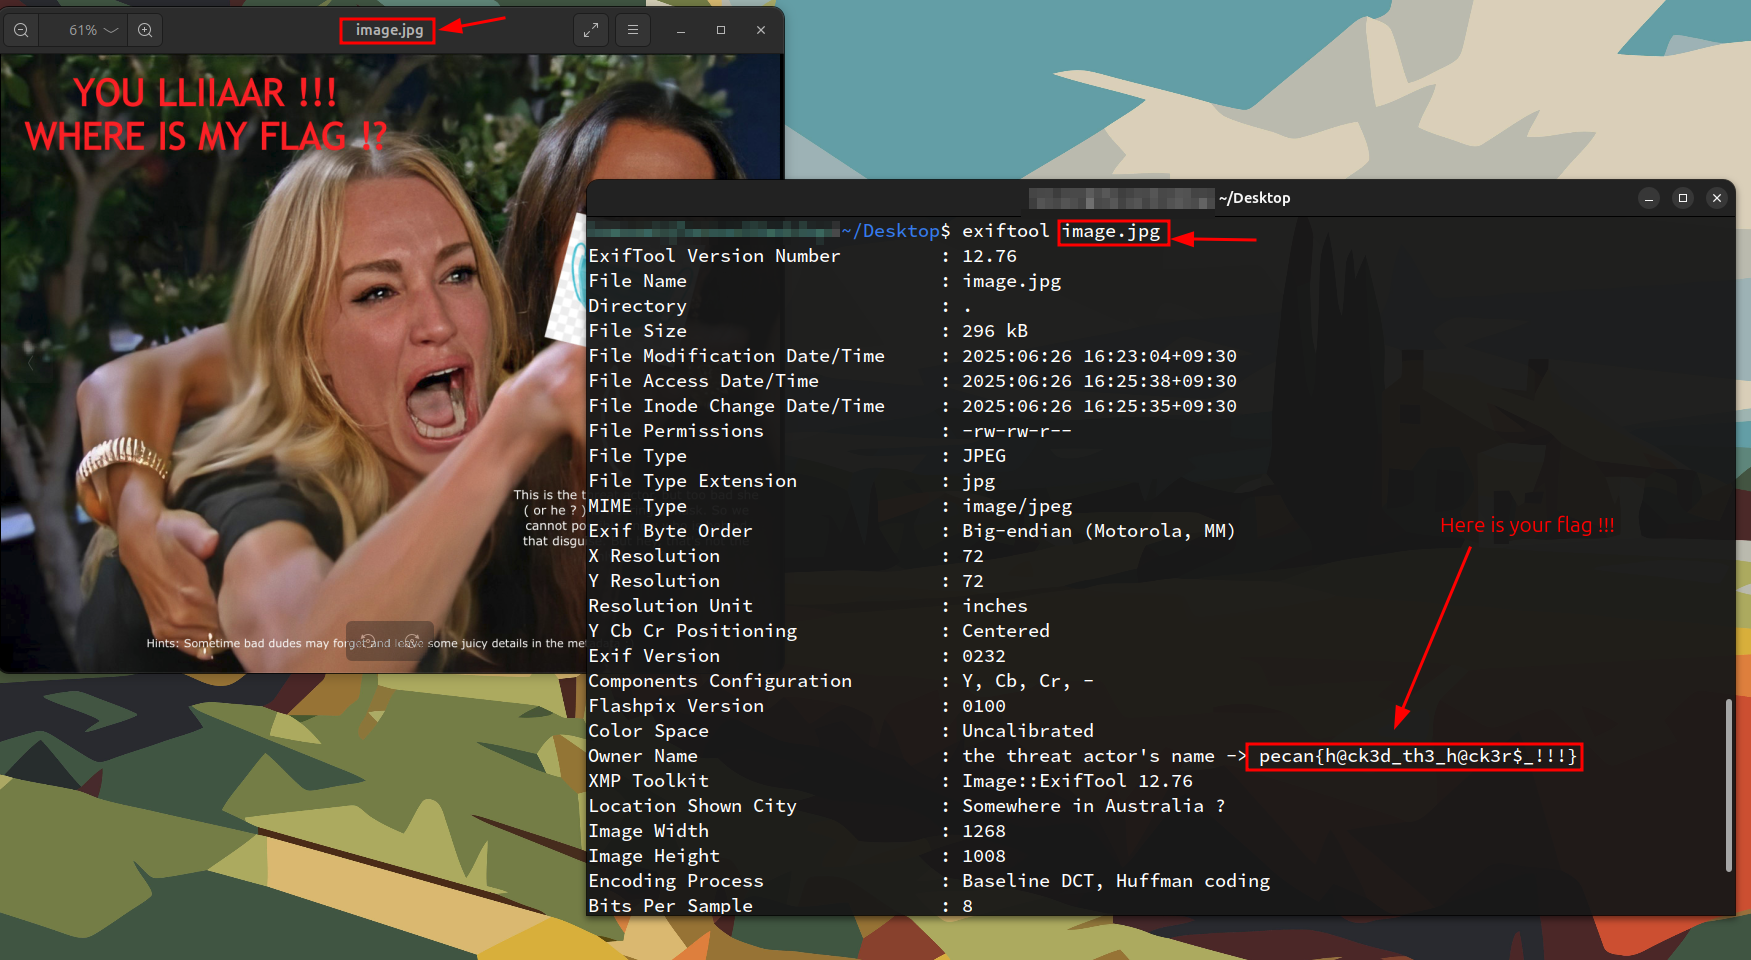 61%
image.jpg
YOU LLIIAAR !!!
WHERE IS MY FLAG !?
This is the
( or he ? )
cannot
that
Hints: Sometime bad dudes may forget and leave some juicy details in the
~/Desktop
~/Desktop$ exiftool image.jpg
ExifTool Version Number : 12.76
File Name : image.jpg
Directory : .
File Size : 296 kB
File Modification Date/Time : 2025:06:26 16:23:04+09:30
File Access Date/Time : 2025:06:26 16:25:38+09:30
File Inode Change Date/Time : 2025:06:26 16:25:35+09:30
File Permissions : -rw-rw-r--
File Type : JPEG
File Type Extension : jpg
MIME Type : image/jpeg
Exif Byte Order : Big-endian (Motorola, MM)
X Resolution : 72
Y Resolution : 72
Resolution Unit : inches
Y Cb Cr Positioning : Centered
Exif Version : 0232
Components Configuration : Y, Cb, Cr, -
Flashpix Version : 0100
Color Space : Uncalibrated
Owner Name : the threat actor's name -> pecan{h@ck3d_th3_h@ck3r$_!!!}
XMP Toolkit : Image::ExifTool 12.76
Location Shown City : Somewhere in Australia ?
Image Width : 1268
Image Height : 1008
Encoding Process : Baseline DCT, Huffman coding
Bits Per Sample : 8
Here is your flag !!!